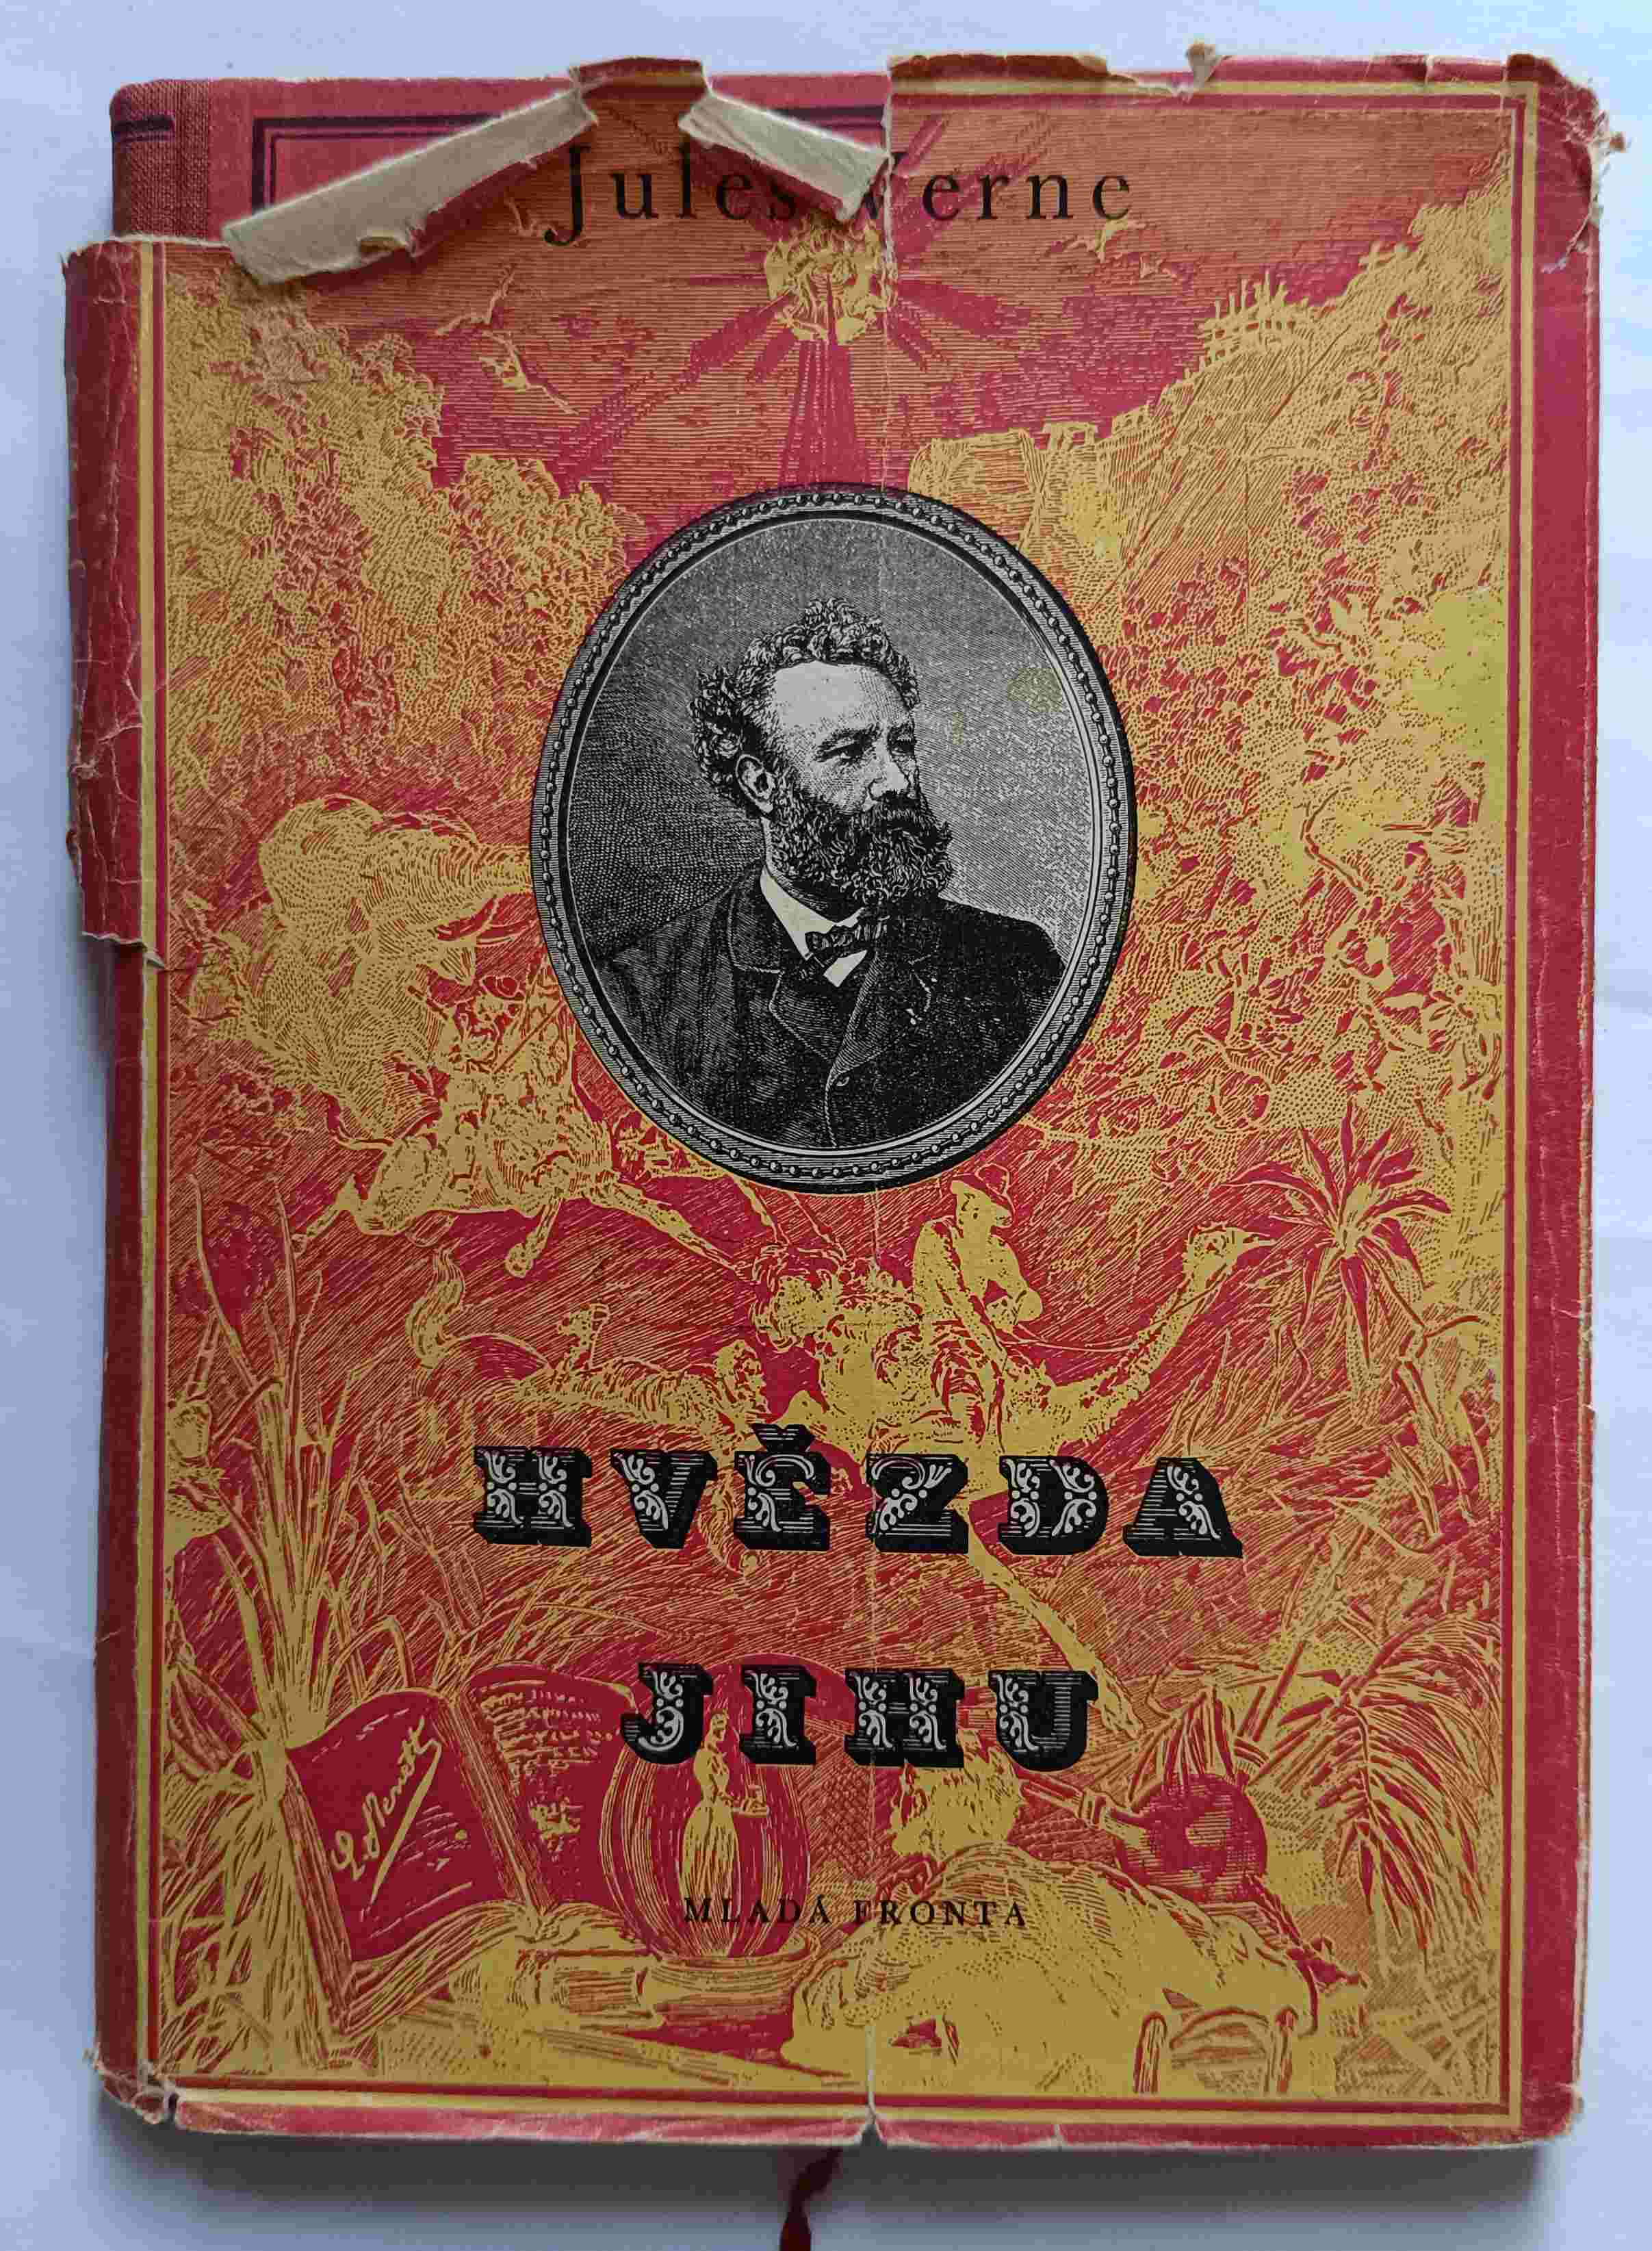 Jules Verne
HVĚZDA
JIHU
MLADÁ FRONTA